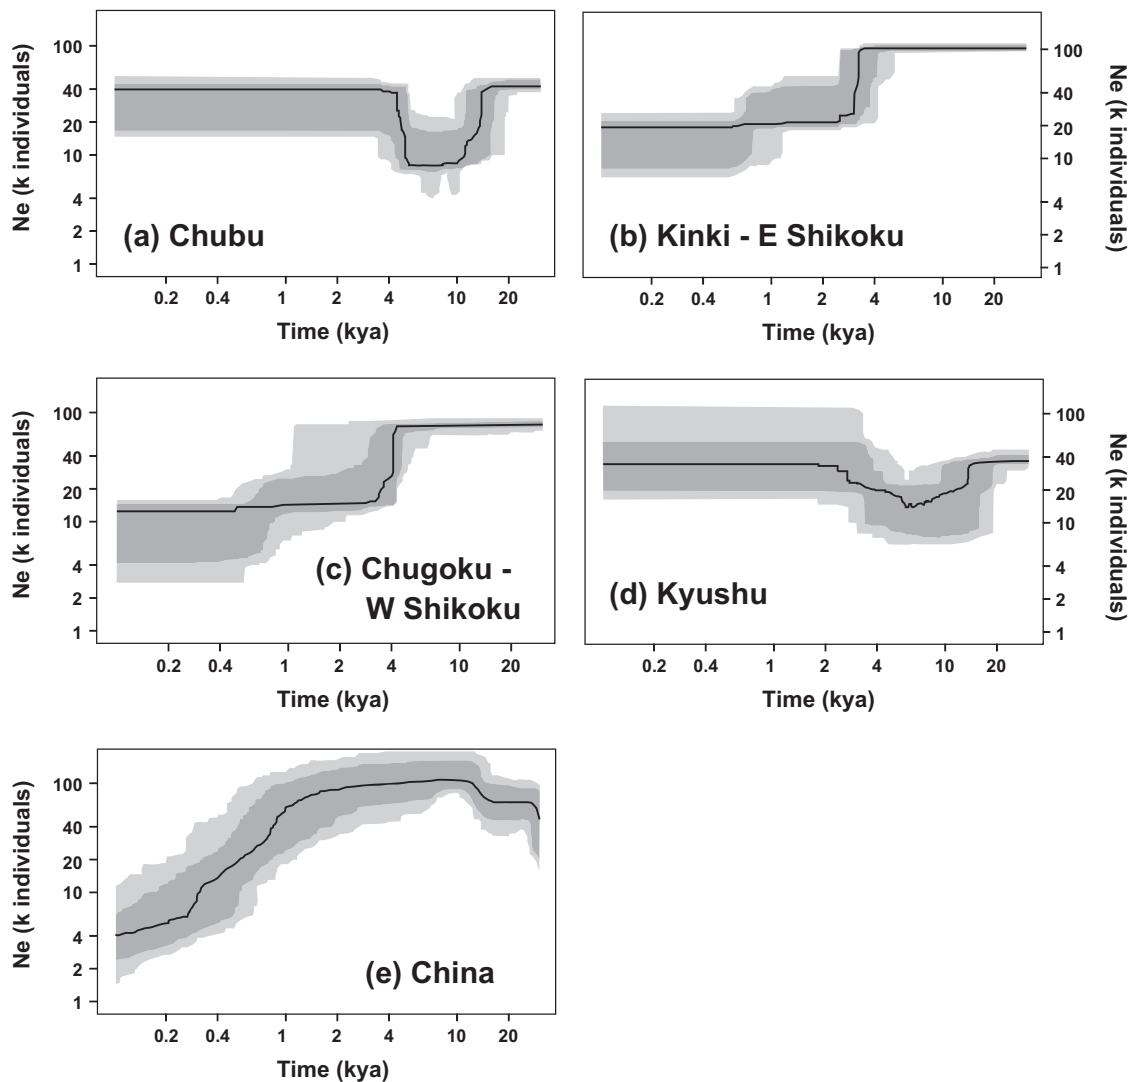 100
40
20
10
4
2
1
Ne (k individuals)
(a) Chubu
0.2 0.4 1 2 4 10 20
Time (kya)
100
40
20
10
4
2
1
Ne (k individuals)
(b) Kinki - E Shikoku
0.2 0.4 1 2 4 10 20
Time (kya)
100
40
20
10
4
2
1
Ne (k individuals)
(c) Chugoku -
W Shikoku
0.2 0.4 1 2 4 10 20
Time (kya)
100
40
20
10
4
2
1
Ne (k individuals)
(d) Kyushu
0.2 0.4 1 2 4 10 20
Time (kya)
100
40
20
10
4
2
1
Ne (k individuals)
(e) China
0.2 0.4 1 2 4 10 20
Time (kya)